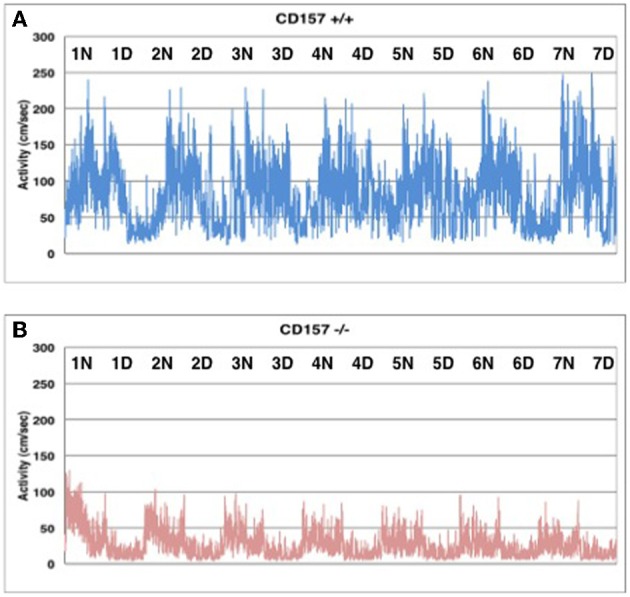 A
CD157 +/+
300
1N 1D 2N 2D 3N 3D 4N 4D 5N 5D 6N 6D 7N 7D
250
200
150
100
50
0
Activity (cm/sec)
B
CD157 -/-
300
1N 1D 2N 2D 3N 3D 4N 4D 5N 5D 6N 6D 7N 7D
250
200
150
100
50
0
Activity (cm/sec)